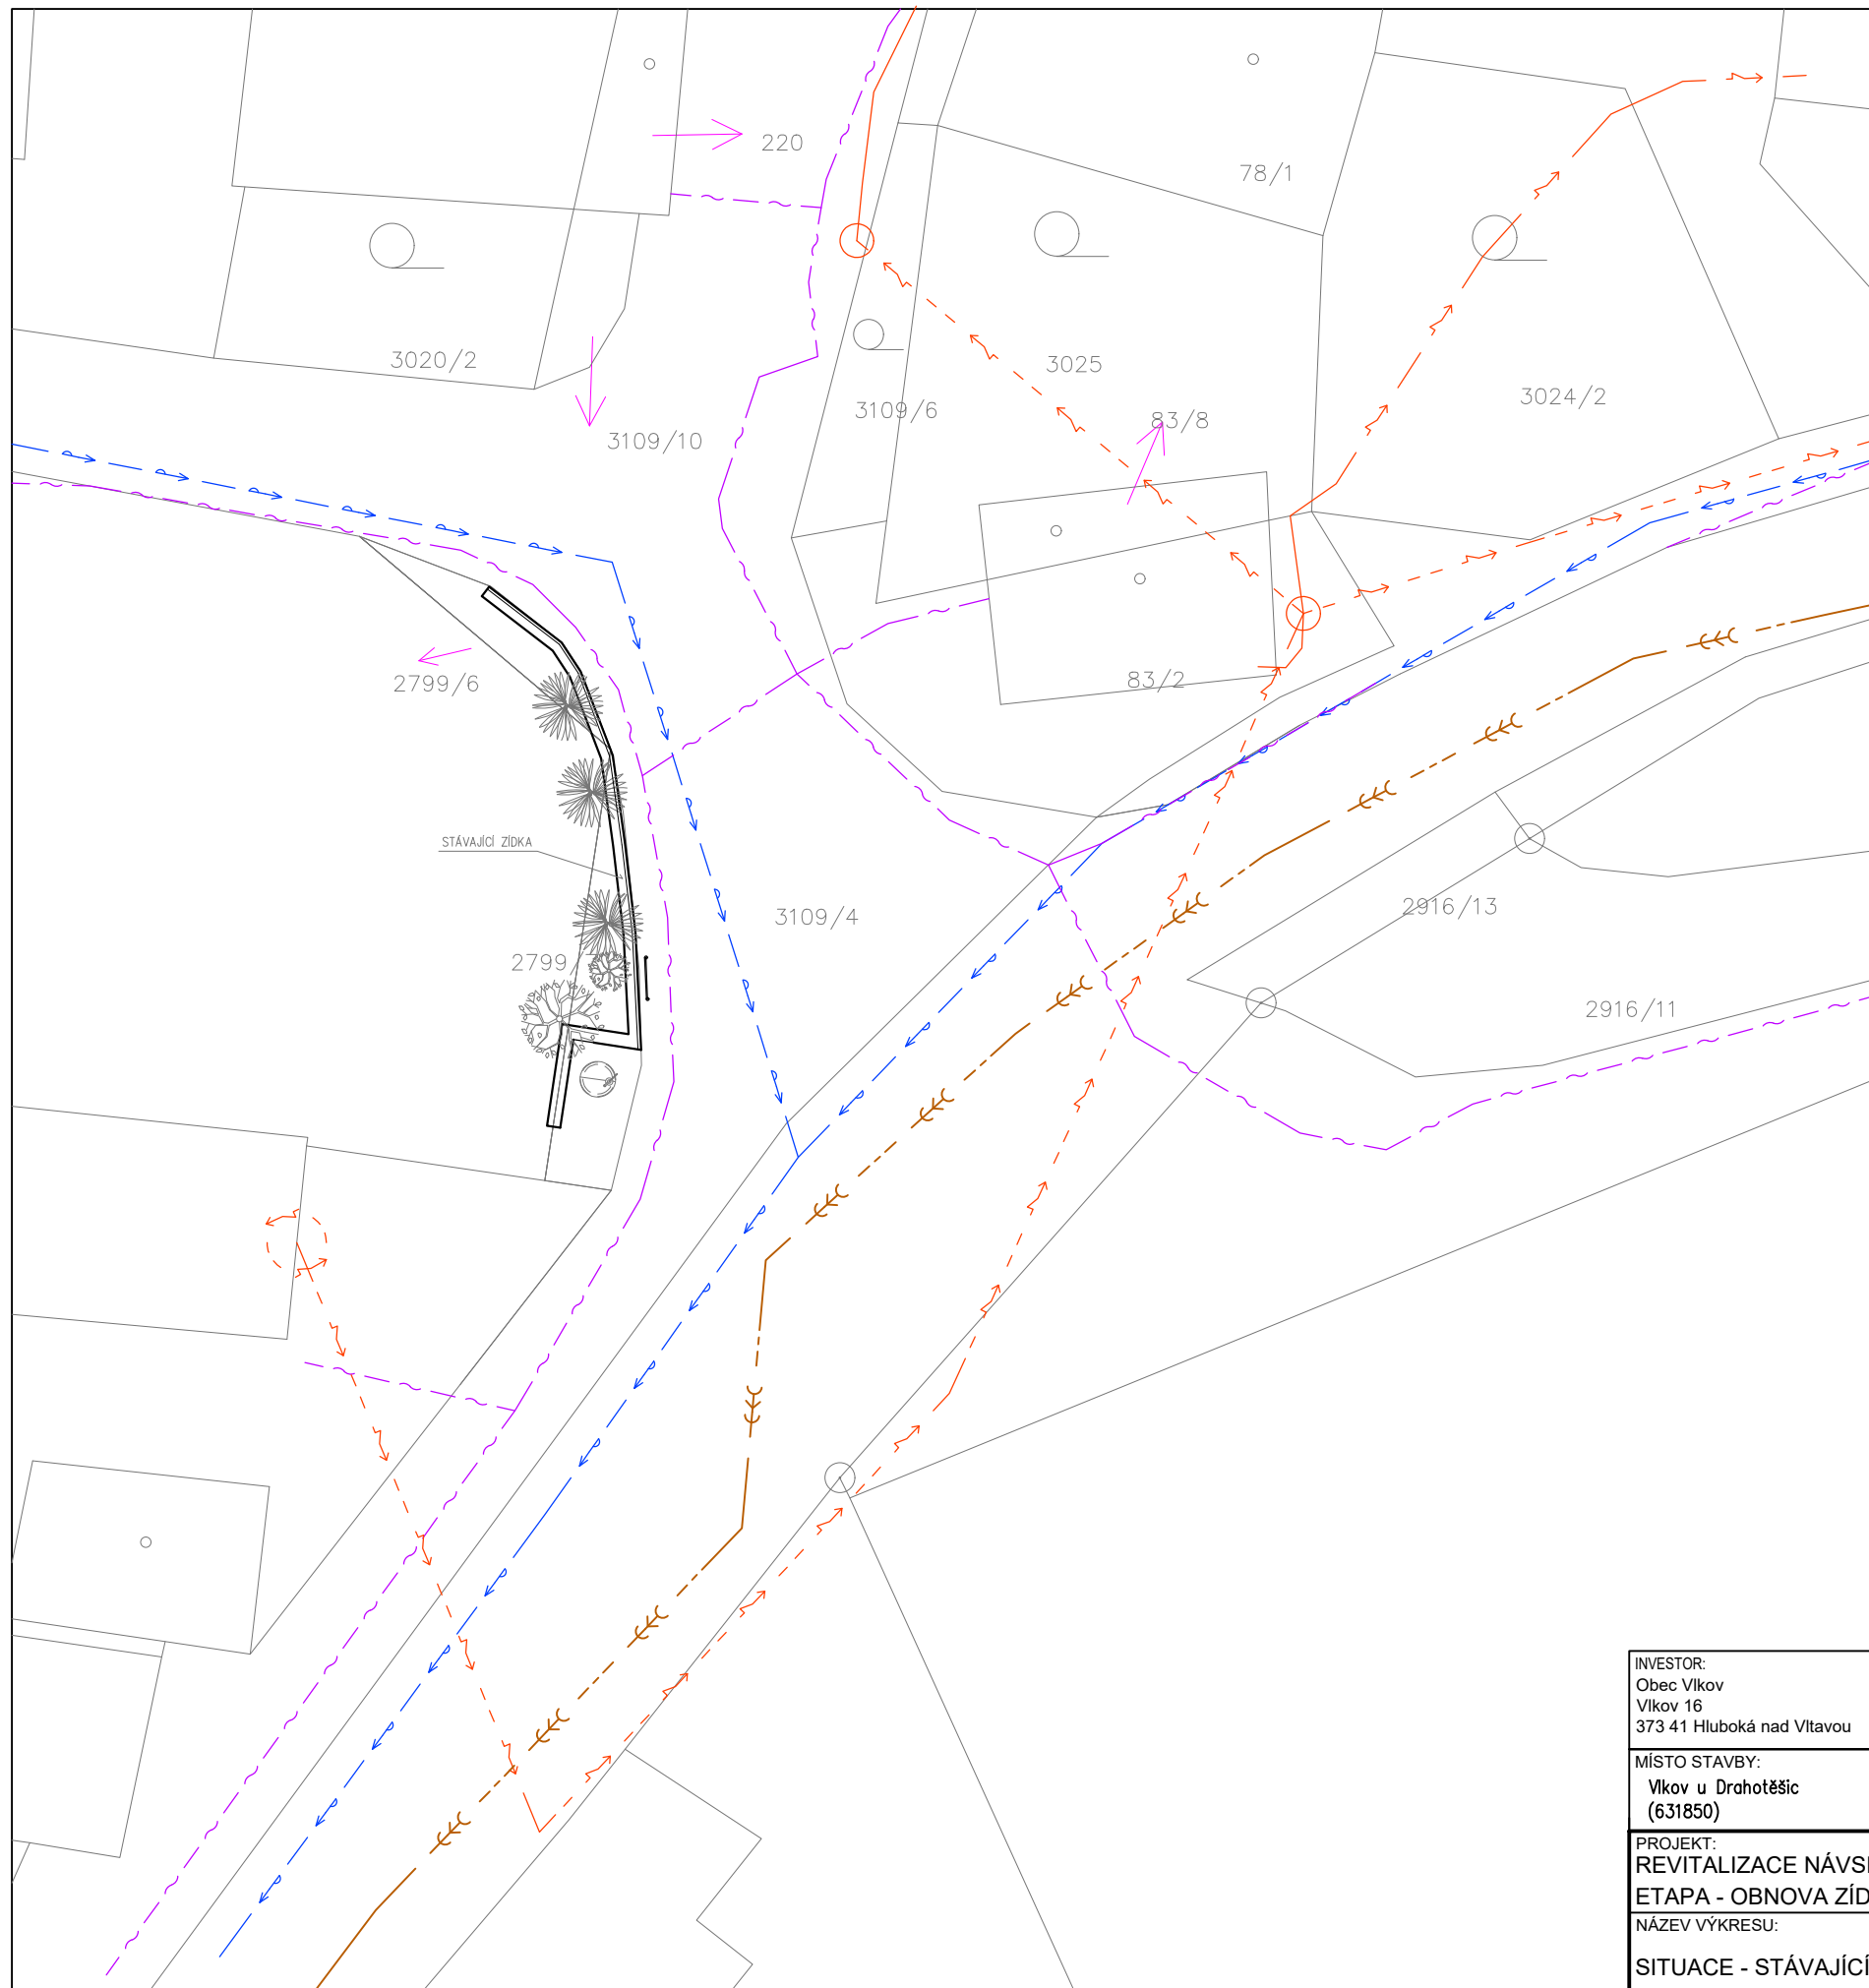 220
78/1
3020/2
3025
3109/6
3024/2
83/8
3109/10
2799/6
83/2
STÁVAJÍCÍ ZÍDKA
2916/13
3109/4
2799/
2916/11
INVESTOR:
Obec Vlkov
Vlkov 16
373 41 Hluboká nad Vltavou
MÍSTO STAVBY:
Vlkov u Drahotěšic
(631850)
PROJEKT:
REVITALIZACE NÁVS
ETAPA - OBNOVA ZÍD
NÁZEV VÝKRESU:
SITUACE - STÁVAJÍCÍ